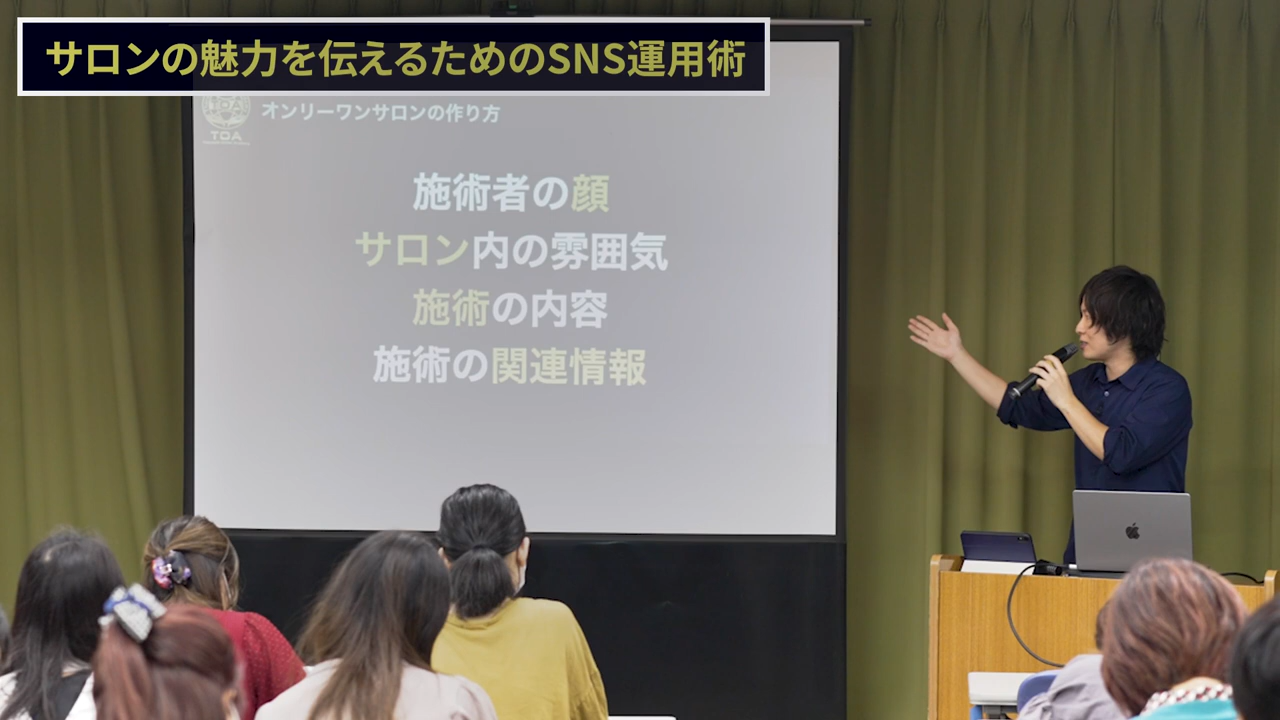 サロンの魅力を伝えるためのSNS運用術
オンリーワンサロンの作り方
TOA
施術者の顔
サロン内の雰囲気
施術の内容
施術の関連情報